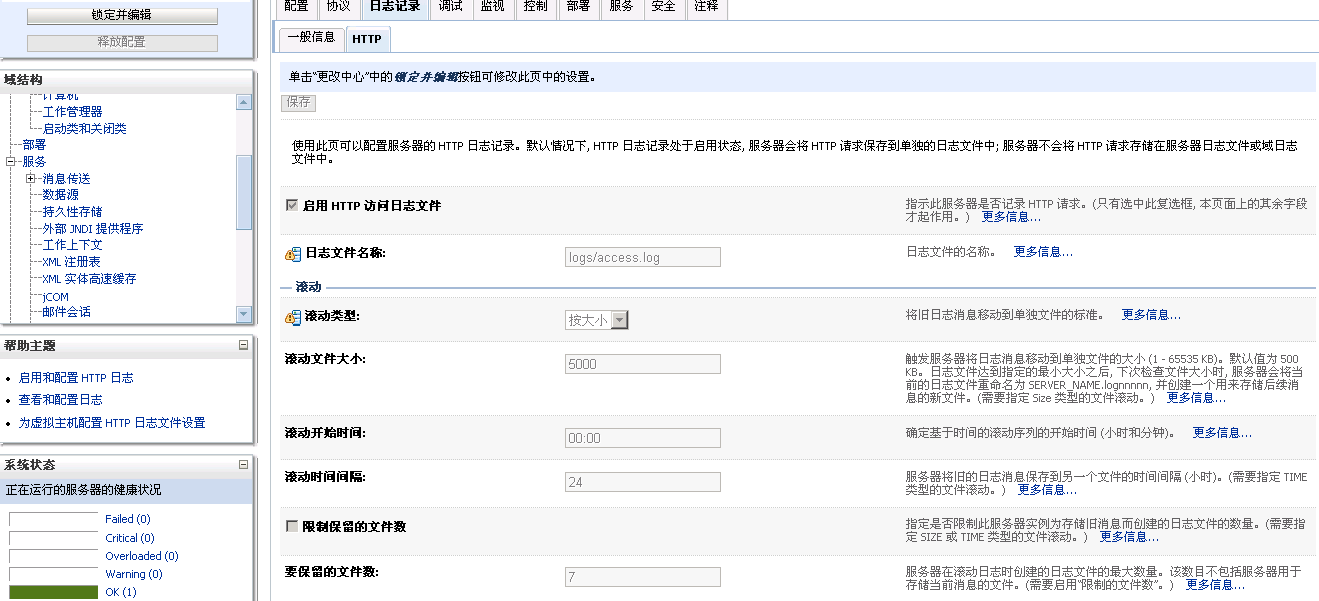 锁定并编辑
释放配置
域结构
计算机
工作管理器
启动类和关闭类
部署
服务
消息传送
数据源
持久性存储
外部 JNDI 提供程序
工作上下文
XML 注册表
XML 实体高速缓存
jCOM
邮件会话
帮助主题
启用和配置 HTTP 日志
查看和配置日志
为虚拟主机配置 HTTP 日志文件设置
系统状态
正在运行的服务器的健康状况
Failed (0)
Critical (0)
Overloaded (0)
Warning (0)
OK (1)
配置 协议 日志记录 调试 监视 控制 部署 服务 安全 注释
一般信息 HTTP
单击“更改中心”中的锁定并编辑按钮可修改此页中的设置。
保存
使用此页可以配置服务器的 HTTP 日志记录。默认情况下, HTTP 日志记录处于启用状态, 服务器会将 HTTP 请求保存到单独的日志文件中; 服务器不会将 HTTP 请求存储在服务器日志文件或域日志
文件中。
启用 HTTP 访问日志文件
指示此服务器是否记录 HTTP 请求。(只有选中此复选框, 本页面上的其余字段
才起作用。) 更多信息...
日志文件名称: logs/access.log 日志文件的名称。 更多信息...
滚动
滚动类型: 按大小 将旧日志消息移动到单独文件的标准。 更多信息...
滚动文件大小: 5000
触发服务器将日志消息移动到单独文件的大小 (1 - 65535 KB)。默认值为 500
KB。日志文件达到指定的最小大小之后, 下次检查文件大小时, 服务器会将当
前的日志文件重命名为 SERVER_NAME.lognnnnn, 并创建一个用来存储后续消
息的新文件。(需要指定 Size 类型的文件滚动。) 更多信息...
滚动开始时间: 00:00 确定基于时间的滚动序列的开始时间 (小时和分钟)。 更多信息...
滚动时间间隔: 24
服务器将旧的日志消息保存到另一个文件的时间间隔 (小时)。(需要指定 TIME
类型的文件滚动。) 更多信息...
限制保留的文件数
指定是否限制此服务器实例为存储旧消息而创建的日志文件的数量。(需要指
定 SIZE 或 TIME 类型的文件滚动。) 更多信息...
要保留的文件数: 7
服务器在滚动日志时创建的日志文件的最大数量。该数目不包括服务器用于
存储当前消息的文件。(需要启用“限制的文件数”。) 更多信息...